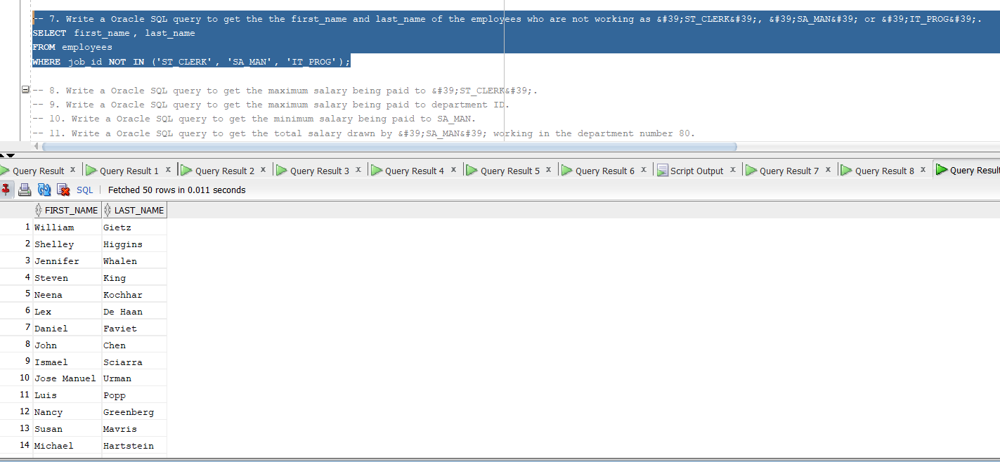 -- 7. Write a Oracle SQL query to get the the first_name and last_name of the employees who are not working as &#39;ST_CLERK&#39;, &#39;SA_MAN&#39; or &#39;IT_PROG&#39;.
SELECT first_name, last_name
FROM employees
WHERE job_id NOT IN ('ST_CLERK', 'SA_MAN', 'IT_PROG');
-- 8. Write a Oracle SQL query to get the maximum salary being paid to &#39;ST_CLERK&#39;.
-- 9. Write a Oracle SQL query to get the maximum salary being paid to department ID.
-- 10. Write a Oracle SQL query to get the minimum salary being paid to SA_MAN.
-- 11. Write a Oracle SQL query to get the total salary drawn by &#39;SA_MAN&#39; working in the department number 80.
Query Result x Query Result 1 x Query Result 2 x Query Result 3 x Query Result 4 x Query Result 5 x Query Result 6 x Script Output x Query Result 7 x Query Result 8 x Query Result
SQL | Fetched 50 rows in 0.011 seconds
FIRST_NAME LAST_NAME
1 William Gietz
2 Shelley Higgins
3 Jennifer Whalen
4 Steven King
5 Neena Kochhar
6 Lex De Haan
7 Daniel Faviet
8 John Chen
9 Ismael Sciarra
10 Jose Manuel Urman
11 Luis Popp
12 Nancy Greenberg
13 Susan Mavris
14 Michael Hartstein